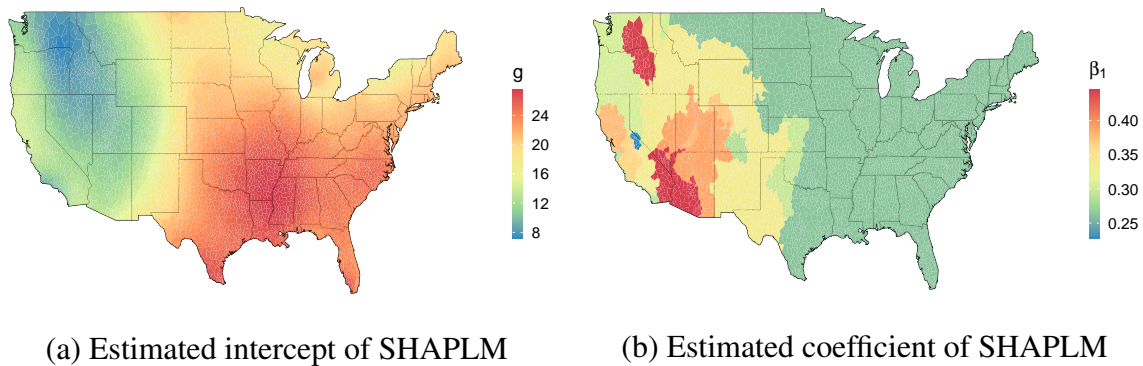 g
24
20
16
12
8
β₁
0.40
0.35
0.30
0.25
(a) Estimated intercept of SHAPLM
(b) Estimated coefficient of SHAPLM